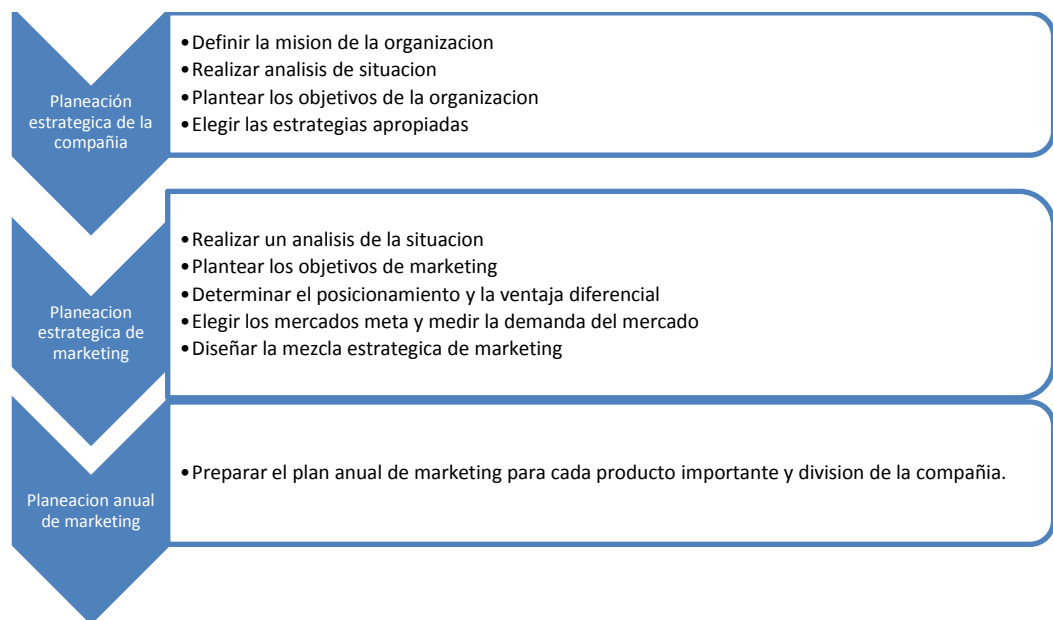 Planeación
estrategica de la
compañia
•Definir la mision de la organizacion
•Realizar analisis de situacion
•Plantear los objetivos de la organizacion
•Elegir las estrategias apropiadas
Planeacion
estrategica de
marketing
•Realizar un analisis de la situacion
•Plantear los objetivos de marketing
•Determinar el posicionamiento y la ventaja diferencial
•Elegir los mercados meta y medir la demanda del mercado
•Diseñar la mezcla estrategica de marketing
Planeacion anual
de marketing
•Preparar el plan anual de marketing para cada producto importante y division de la compañia.